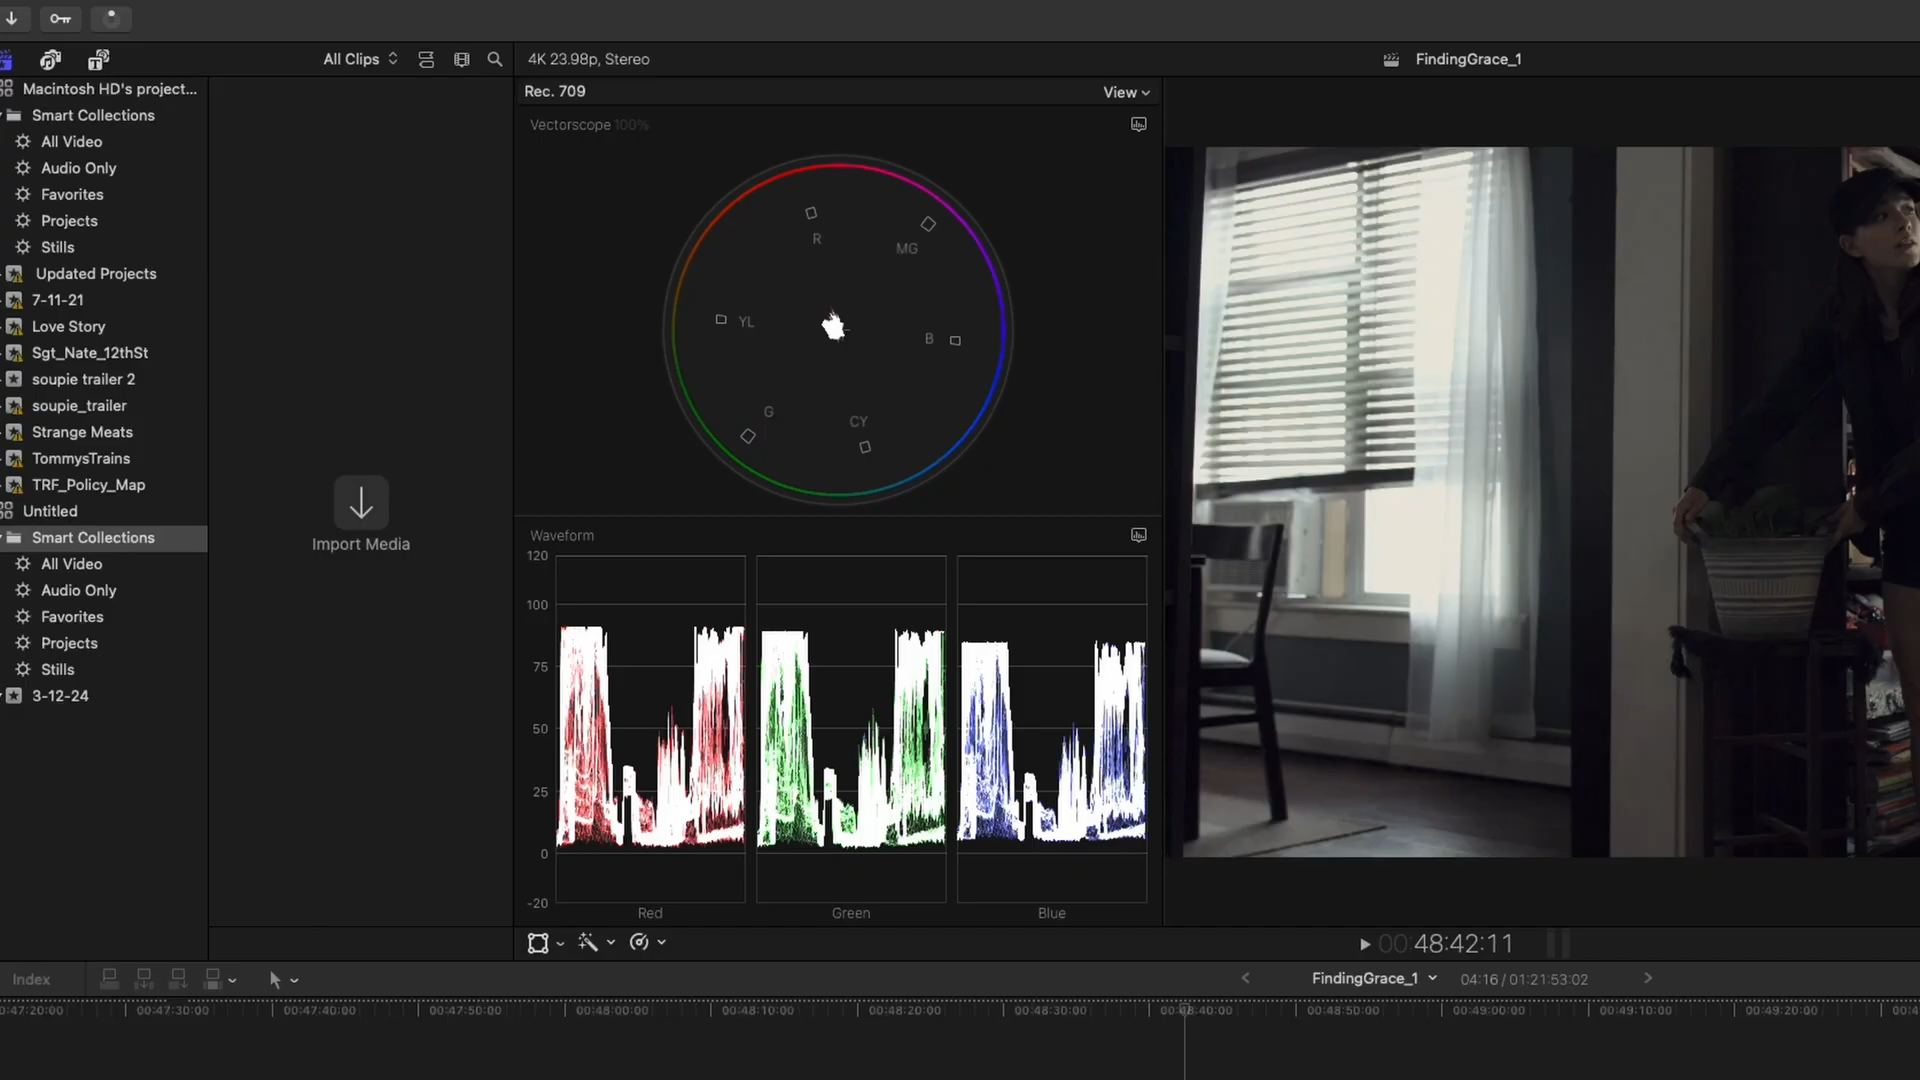 All Clips
4K 23.98p, Stereo
FindingGrace_1
Macintosh HD's project...
Smart Collections
All Video
Audio Only
Favorites
Projects
Stills
Updated Projects
7-11-21
Love Story
Sgt_Nate_12thSt
soupie trailer 2
soupie_trailer
Strange Meats
TommysTrains
TRF_Policy_Map
Untitled
Smart Collections
All Video
Audio Only
Favorites
Projects
Stills
3-12-24
Import Media
Rec. 709
View
Vectorscope 100%
R
MG
YL
B
G
CY
Waveform
120
100
75
50
25
0
-20
Red
Green
Blue
00:48:42:11
Index
FindingGrace_1
04:16 / 01:21:53:02
0:47:20:00
00:47:30:00
00:47:40:00
00:47:50:00
00:48:00:00
00:48:10:00
00:48:20:00
00:48:30:00
00:48:40:00
00:48:50:00
00:49:00:00
00:49:10:00
00:49:20:00
00:4